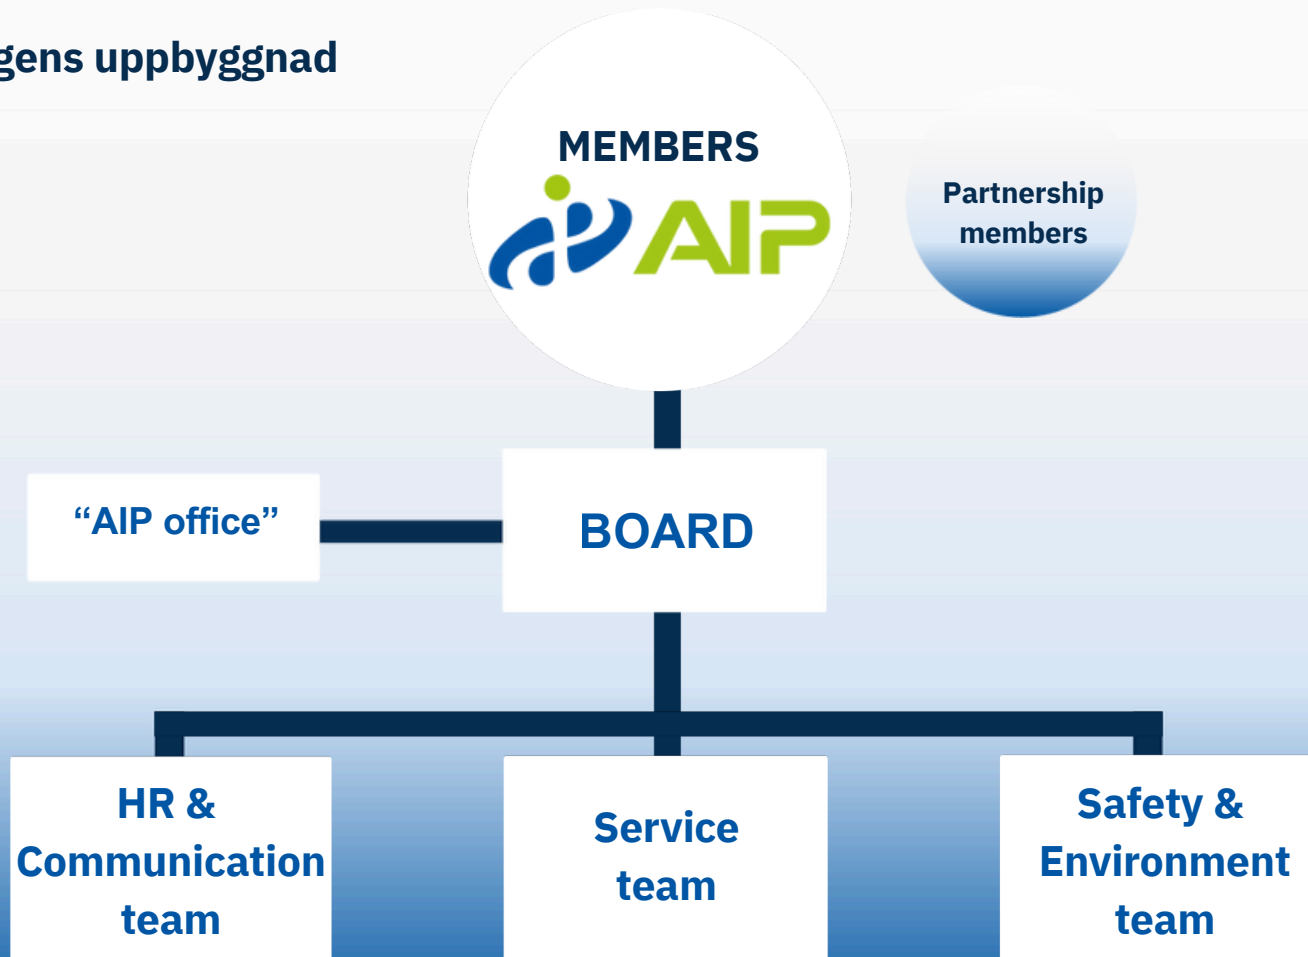 gens uppbyggnad
MEMBERS
AIP
Partnership
members
“AIP office”
BOARD
HR &
Communication
team
Service
team
Safety &
Environment
team